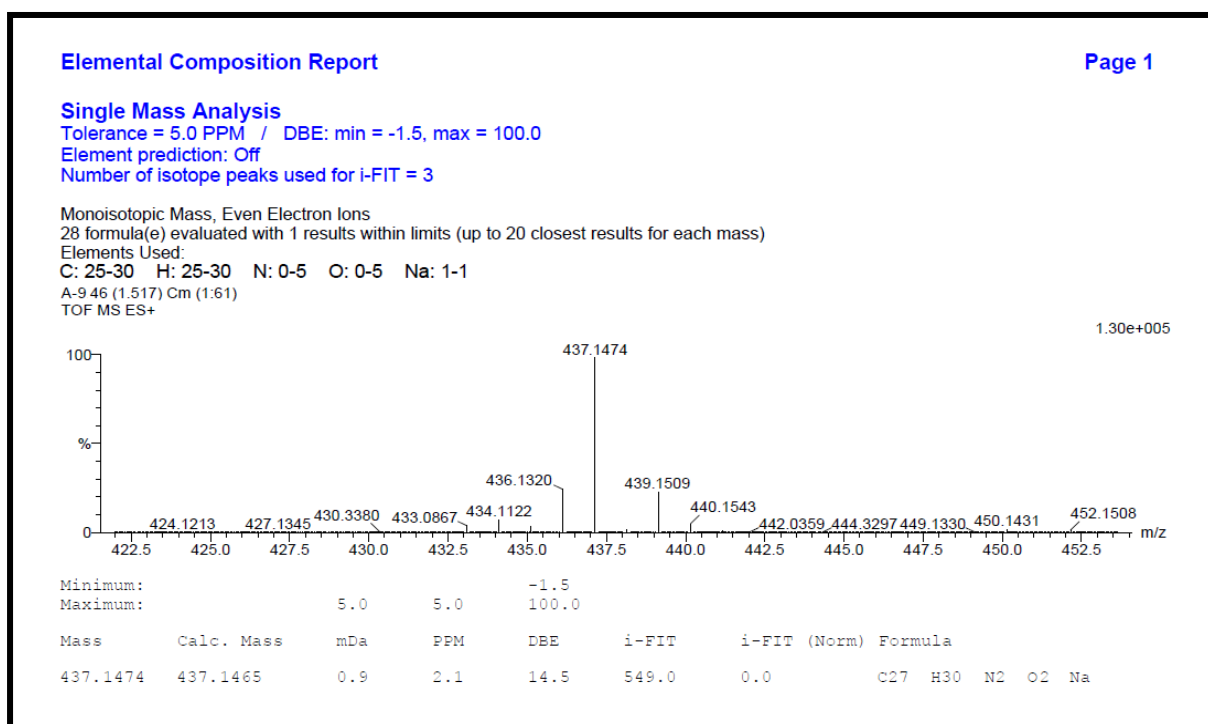 Elemental Composition Report Page 1
Single Mass Analysis
Tolerance = 5.0 PPM / DBE: min = -1.5, max = 100.0
Element prediction: Off
Number of isotope peaks used for i-FIT = 3
Monoisotopic Mass, Even Electron Ions
28 formula(e) evaluated with 1 results within limits (up to 20 closest results for each mass)
Elements Used:
C: 25-30 H: 25-30 N: 0-5 O: 0-5 Na: 1-1
A-9 46 (1.517) Cm (1:61)
TOF MS ES+
1.30e+005
100
%
0
437.1474
436.1320
439.1509
424.1213
427.1345
430.3380
433.0867
434.1122
440.1543
442.0359
444.3297
449.1330
450.1431
452.1508
m/z
422.5 425.0 427.5 430.0 432.5 435.0 437.5 440.0 442.5 445.0 447.5 450.0 452.5
Minimum: -1.5
Maximum: 5.0 5.0 100.0
Mass Calc. Mass mDa PPM DBE i-FIT i-FIT (Norm) Formula
437.1474 437.1465 0.9 2.1 14.5 549.0 0.0 C27 H30 N2 O2 Na